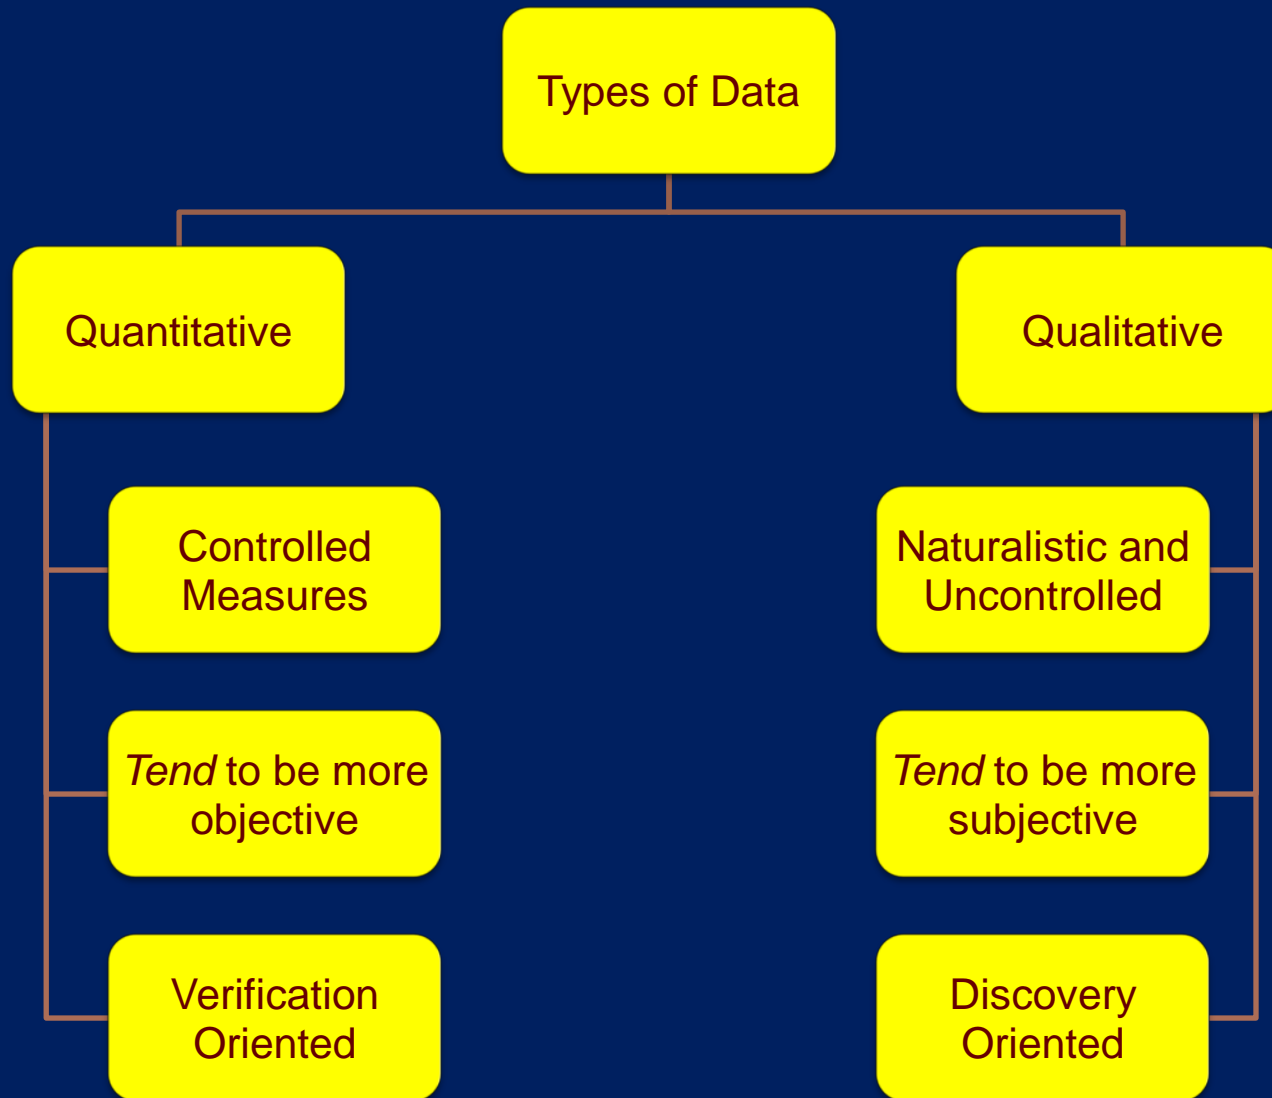 Types of Data
Quantitative
Qualitative
Controlled
Measures
Naturalistic and
Uncontrolled
Tend to be more
objective
Tend to be more
subjective
Verification
Oriented
Discovery
Oriented